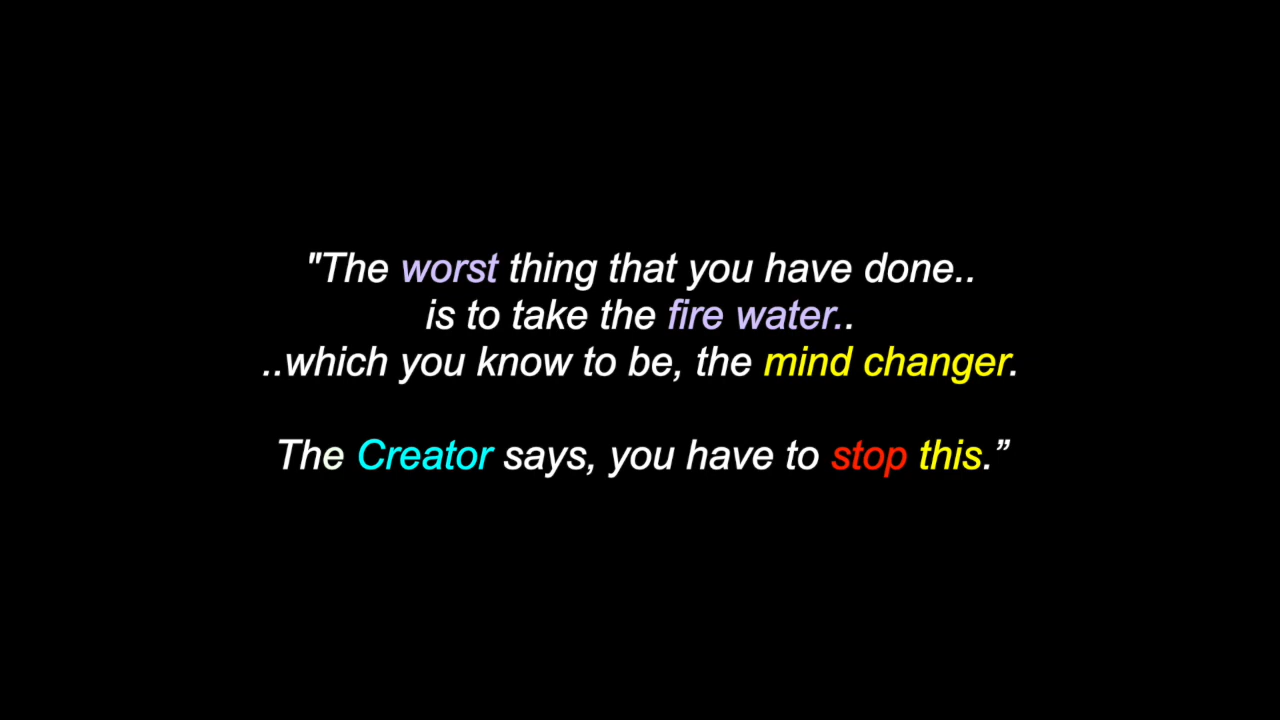 "The worst thing that you have done..
is to take the fire water..
..which you know to be, the mind changer.
The Creator says, you have to stop this.”